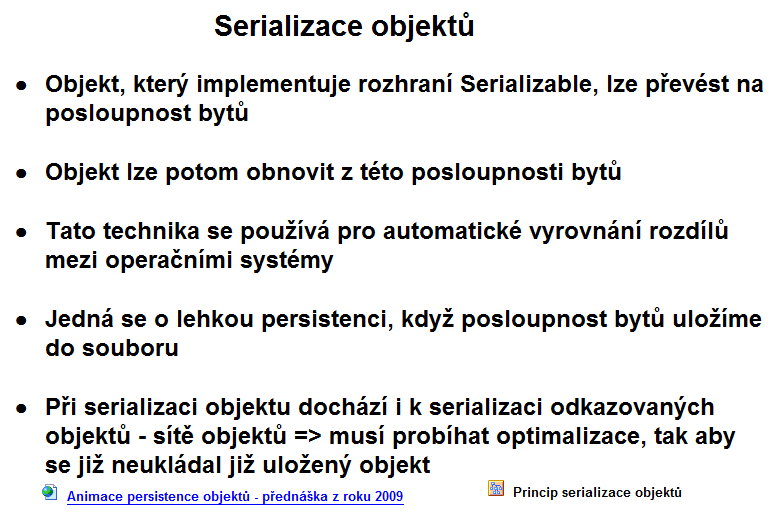 Serializace objektů
● Objekt, který implementuje rozhraní Serializable, lze převést na
posloupnost bytů
● Objekt lze potom obnovit z této posloupnosti bytů
● Tato technika se používá pro automatické vyrovnání rozdílů
mezi operačními systémy
● Jedná se o lehkou persistenci, když posloupnost bytů uložíme
do souboru
● Při serializaci objektu dochází i k serializaci odkazovaných
objektů - sítě objektů => musí probíhat optimalizace, tak aby
se již neukládal již uložený objekt
Animace persistence objektů - přednáška z roku 2009
Princip serializace objektů